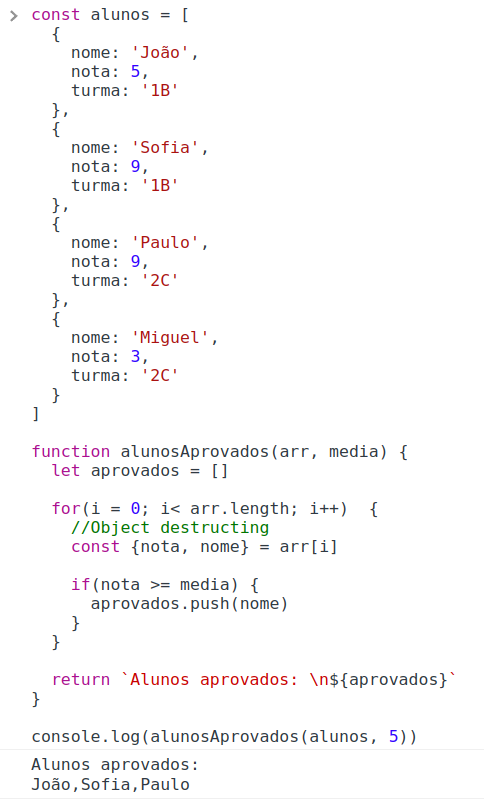 const alunos = [
  {
    nome: 'João',
    nota: 5,
    turma: '1B'
  },
  {
    nome: 'Sofia',
    nota: 9,
    turma: '1B'
  },
  {
    nome: 'Paulo',
    nota: 9,
    turma: '2C'
  },
  {
    nome: 'Miguel',
    nota: 3,
    turma: '2C'
  }
]

function alunosAprovados(arr, media) {
  let aprovados = []

  for(i = 0; i< arr.length; i++)  {
    //Object destructing
    const {nota, nome} = arr[i]

    if(nota >= media) {
      aprovados.push(nome)
    }
  }

  return `Alunos aprovados: \n${aprovados}`
}

console.log(alunosAprovados(alunos, 5))
Alunos aprovados:
João,Sofia,Paulo